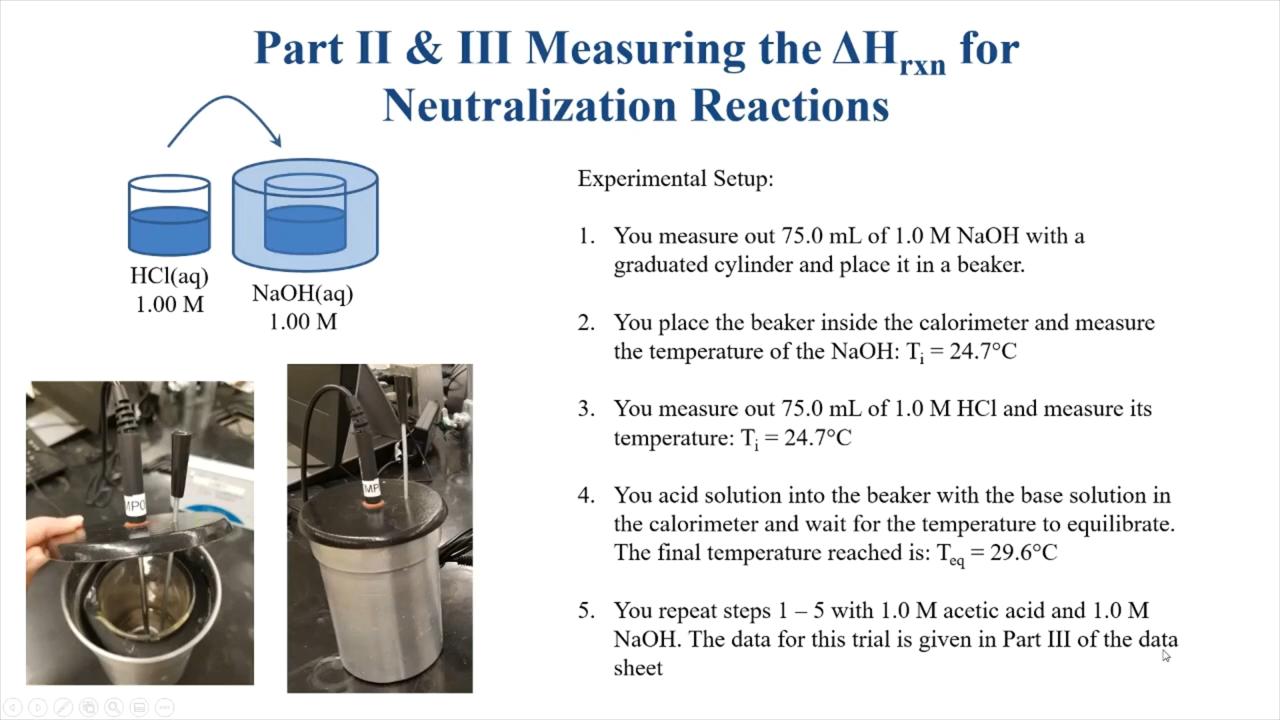 Part II & III Measuring the ΔHrxn for
Neutralization Reactions
HCl(aq)
1.00 M
NaOH(aq)
1.00 M
Experimental Setup:
1. You measure out 75.0 mL of 1.0 M NaOH with a
graduated cylinder and place it in a beaker.
2. You place the beaker inside the calorimeter and measure
the temperature of the NaOH: Ti = 24.7°C
3. You measure out 75.0 mL of 1.0 M HCl and measure its
temperature: Ti = 24.7°C
4. You acid solution into the beaker with the base solution in
the calorimeter and wait for the temperature to equilibrate.
The final temperature reached is: Teq = 29.6°C
5. You repeat steps 1 – 5 with 1.0 M acetic acid and 1.0 M
NaOH. The data for this trial is given in Part III of the data
sheet